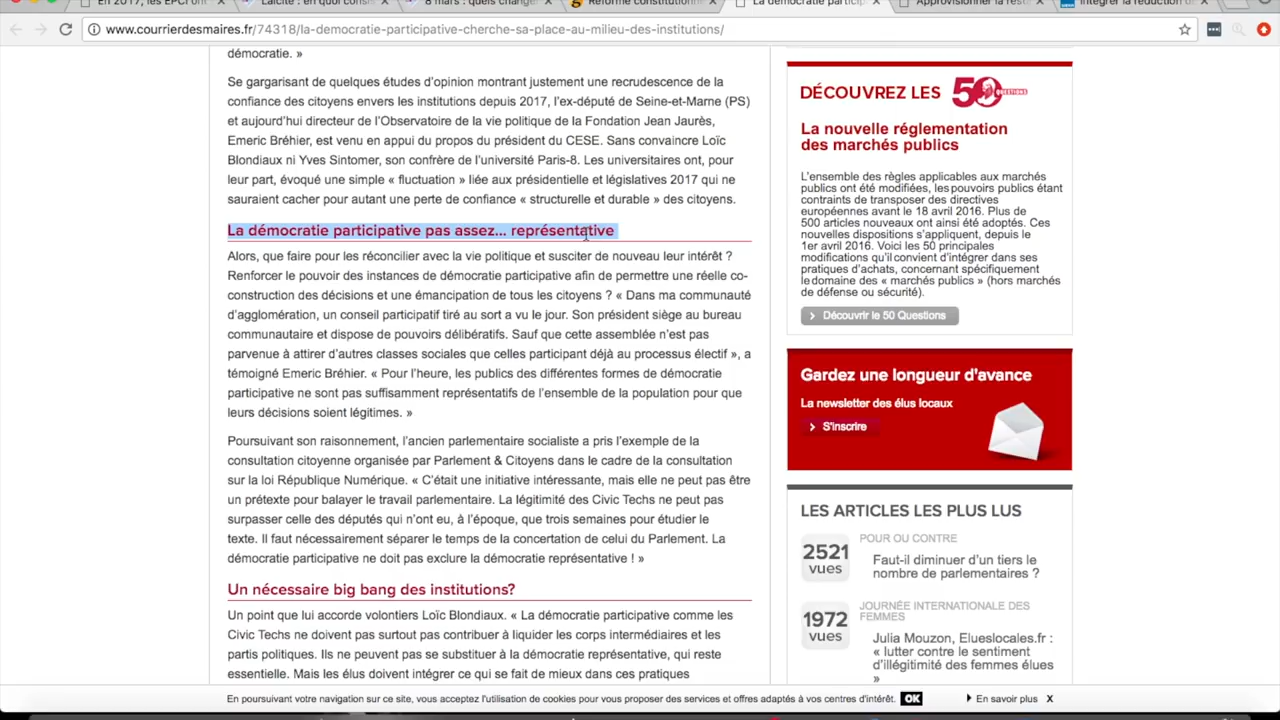 En 2017, les EPCI ont
Laïcité : en quoi consis
8 mars : quels change
Réforme constitutionn
La démocratie particip
Approvisionner la rest
Intégrer la réduction de
www.courrierdesmaires.fr/74318/la-democratie-participative-cherche-sa-place-au-milieu-des-institutions/
démocratie. »
Se gargarisant de quelques études d'opinion montrant justement une recrudescence de la
confiance des citoyens envers les institutions depuis 2017, l'ex-député de Seine-et-Marne (PS)
et aujourd'hui directeur de l'Observatoire de la vie politique de la Fondation Jean Jaurès,
Emeric Bréhier, est venu en appui du propos du président du CESE. Sans convaincre Loïc
Blondiaux ni Yves Sintomer, son confrère de l'université Paris-8. Les universitaires ont, pour
leur part, évoqué une simple « fluctuation » liée aux présidentielle et législatives 2017 qui ne
sauraient cacher pour autant une perte de confiance « structurelle et durable » des citoyens.
La démocratie participative pas assez... représentative
Alors, que faire pour les réconcilier avec la vie politique et susciter de nouveau leur intérêt ?
Renforcer le pouvoir des instances de démocratie participative afin de permettre une réelle co-
construction des décisions et une émancipation de tous les citoyens ? « Dans ma communauté
d'agglomération, un conseil participatif tiré au sort a vu le jour. Son président siège au bureau
communautaire et dispose de pouvoirs délibératifs. Sauf que cette assemblée n'est pas
parvenue à attirer d'autres classes sociales que celles participant déjà au processus électif », a
témoigné Emeric Bréhier. « Pour l'heure, les publics des différentes formes de démocratie
participative ne sont pas suffisamment représentatifs de l'ensemble de la population pour que
leurs décisions soient légitimes. »
Poursuivant son raisonnement, l'ancien parlementaire socialiste a pris l'exemple de la
consultation citoyenne organisée par Parlement & Citoyens dans le cadre de la consultation
sur la loi République Numérique. « C'était une initiative intéressante, mais elle ne peut pas être
un prétexte pour balayer le travail parlementaire. La légitimité des Civic Techs ne peut pas
surpasser celle des députés qui n'ont eu, à l'époque, que trois semaines pour étudier le
texte. Il faut nécessairement séparer le temps de la concertation de celui du Parlement. La
démocratie participative ne doit pas exclure la démocratie représentative ! »
Un nécessaire big bang des institutions?
Un point que lui accorde volontiers Loïc Blondiaux. « La démocratie participative comme les
Civic Techs ne doivent pas surtout pas contribuer à liquider les corps intermédiaires et les
partis politiques. Ils ne peuvent pas se substituer à la démocratie représentative, qui reste
essentielle. Mais les élus doivent intégrer ce qui se fait de mieux dans ces pratiques
DÉCOUVREZ LES 50 QUESTIONS
La nouvelle réglementation
des marchés publics
L'ensemble des règles applicables aux marchés
publics ont été modifiées, les pouvoirs publics étant
contraints de transposer des directives
européennes avant le 18 avril 2016. Plus de
500 articles nouveaux ont ainsi été adoptés. Ces
nouvelles dispositions s'appliquent, depuis le
1er avril 2016. Voici les 50 principales
modifications qu'il convient d'intégrer dans ses
pratiques d'achats, concernant spécifiquement
le domaine des « marchés publics » (hors marchés
de défense ou sécurité).
Découvrir le 50 Questions
Gardez une longueur d'avance
La newsletter des élus locaux
S'inscrire
LES ARTICLES LES PLUS LUS
2521
vues
POUR OU CONTRE
Faut-il diminuer d'un tiers le
nombre de parlementaires ?
1972
vues
JOURNÉE INTERNATIONALE DES
FEMMES
Julia Mouzon, Elueslocales.fr :
« lutter contre le sentiment
d'illégitimité des femmes élues
»
En poursuivant votre navigation sur ce site, vous acceptez l'utilisation de cookies pour vous proposer des services et offres adaptés à vos centres d'intérêt. OK
En savoir plus X